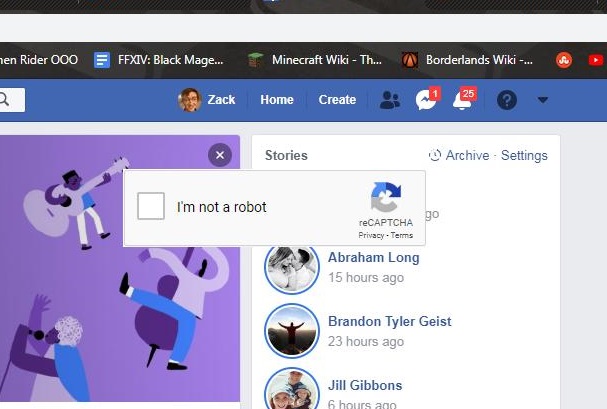 nen Rider OOO
FFXIV: Black Mage...
Minecraft Wiki - Th...
Borderlands Wiki -...
Zack
Home
Create
1
25
Stories
Archive · Settings
go
I'm not a robot
reCAPTCHA
Privacy - Terms
Abraham Long
15 hours ago
Brandon Tyler Geist
23 hours ago
Jill Gibbons
6 hours ago